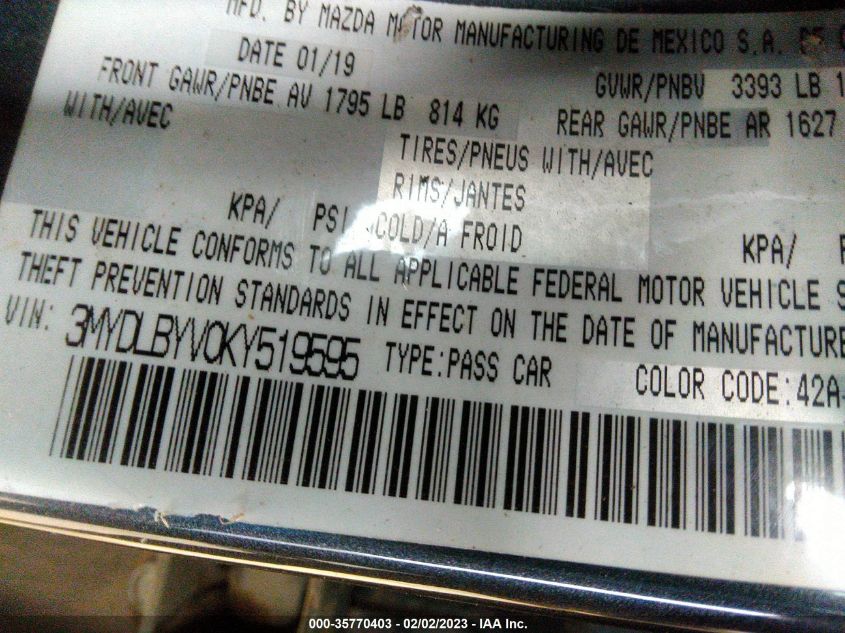 MFD. BY MAZDA MOTOR MANUFACTURING DE MEXICO S.A. DE
DATE 01/19
GVWR/PNBV 3393 LB
FRONT GAWR/PNBE AV 1795 LB 814 KG
REAR GAWR/PNBE AR 1627
WITH/AVEC
TIRES/PNEUS WITH/AVEC
RIMS/JANTES
KPA/ PSI COLD/A FROID
KPA/
THIS VEHICLE CONFORMS TO ALL APPLICABLE FEDERAL MOTOR VEHICLE
THEFT PREVENTION STANDARDS IN EFFECT ON THE DATE OF MANUFACTURE
VIN: 3MYDLBYV0KY519595 TYPE:PASS CAR
COLOR CODE:42A
000-35770403 - 02/02/2023 - IAA Inc.